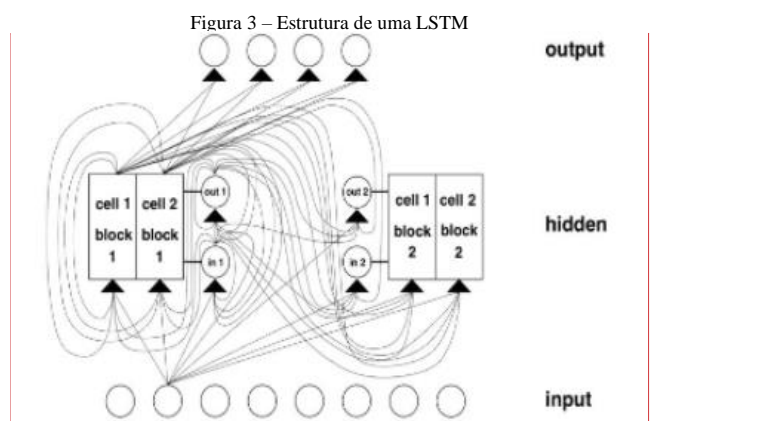 Figura 3 – Estrutura de uma LSTM
output
cell 1 cell 2
block block
1 1
out 1
in 1
out 2
in 2
cell 1 cell 2
block block
2 2
hidden
input